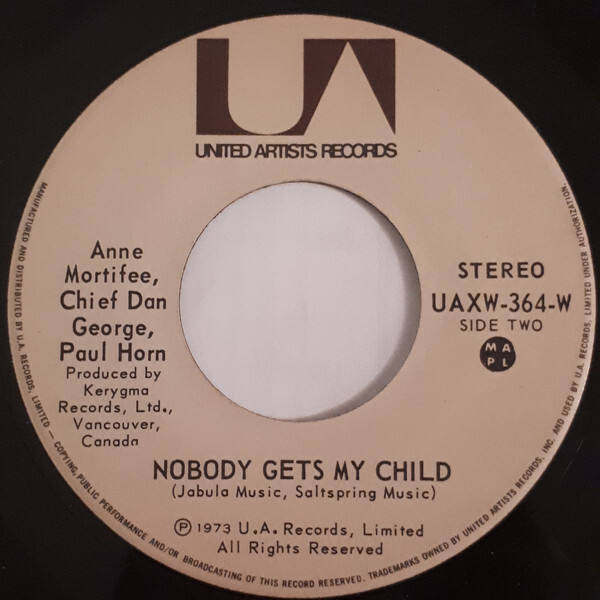 UA
UNITED ARTISTS RECORDS
Anne
Mortifee,
Chief Dan
George,
Paul Horn
Produced by
Kerygma
Records, Ltd.,
Vancouver,
Canada
STEREO
UAXW-364-W
SIDE TWO
M A
P L
NOBODY GETS MY CHILD
(Jabula Music, Saltspring Music)
℗ 1973 U.A. Records, Limited
All Rights Reserved
MANUFACTURED AND DISTRIBUTED BY U.A. RECORDS, LIMITED — COPYING, PUBLIC PERFORMANCE AND/OR BROADCASTING OF THIS RECORD RESERVED. TRADEMARKS OWNED BY UNITED ARTISTS RECORDS, INC. AND USED BY U.A. RECORDS, LIMITED UNDER AUTHORIZATION.